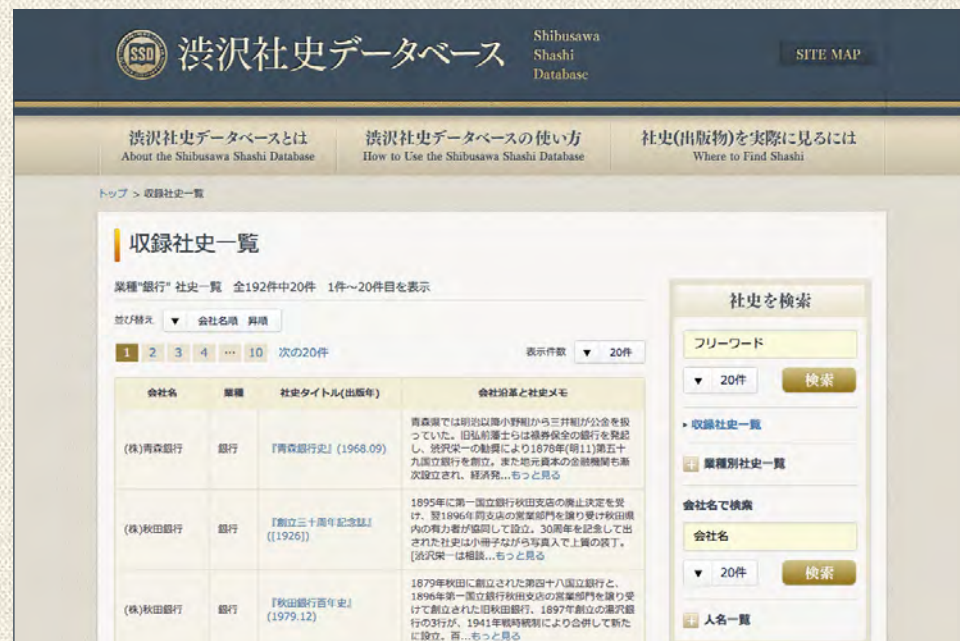 SSD
渋沢社史データベース
Shibusawa
Shashi
Database
SITE MAP
渋沢社史データベースとは
About the Shibusawa Shashi Database
渋沢社史データベースの使い方
How to Use the Shibusawa Shashi Database
社史(出版物)を実際に見るには
Where to Find Shashi
トップ > 収録社史一覧
収録社史一覧
業種"銀行" 社史一覧 全192件中20件 1件~20件目を表示
並び替え ▼ 会社名順 昇順
1 2 3 4 … 10 次の20件
表示件数 ▼ 20件
会社名 業種 社史タイトル(出版年) 会社沿革と社史メモ
(株)青森銀行 銀行 『青森銀行史』(1968.09)
青森県では明治以降小野組から三井組が公金を扱
っていた。旧弘前藩士らは禄券保全の銀行を発起
し、渋沢栄一の勧奨により1878年(明11)第五十
九国立銀行を創立。また地元資本の金融機関も漸
次設立され、経済発...もっと見る
(株)秋田銀行 銀行 『創立三十周年記念誌』
([1926])
1895年に第一国立銀行秋田支店の廃止決定を受
け、翌1896年同支店の営業部門を譲り受け秋田県
内の有力者が協同して設立。30周年を記念して出
された社史は小冊子ながら写真入で上質の装丁。
[渋沢栄一は相談...もっと見る
(株)秋田銀行 銀行 『秋田銀行百年史』
(1979.12)
1879年秋田に創立された第四十八国立銀行と、
1896年第一国立銀行秋田支店の営業部門を譲り受
けて創立された旧秋田銀行、1897年創立の湯沢銀
行の3行が、1941年戦時統制により合併して新た
に設立。百...もっと見る
社史を検索
フリーワード
▼ 20件 検索
収録社史一覧
業種別社史一覧
会社名で検索
会社名
▼ 20件 検索
人名一覧